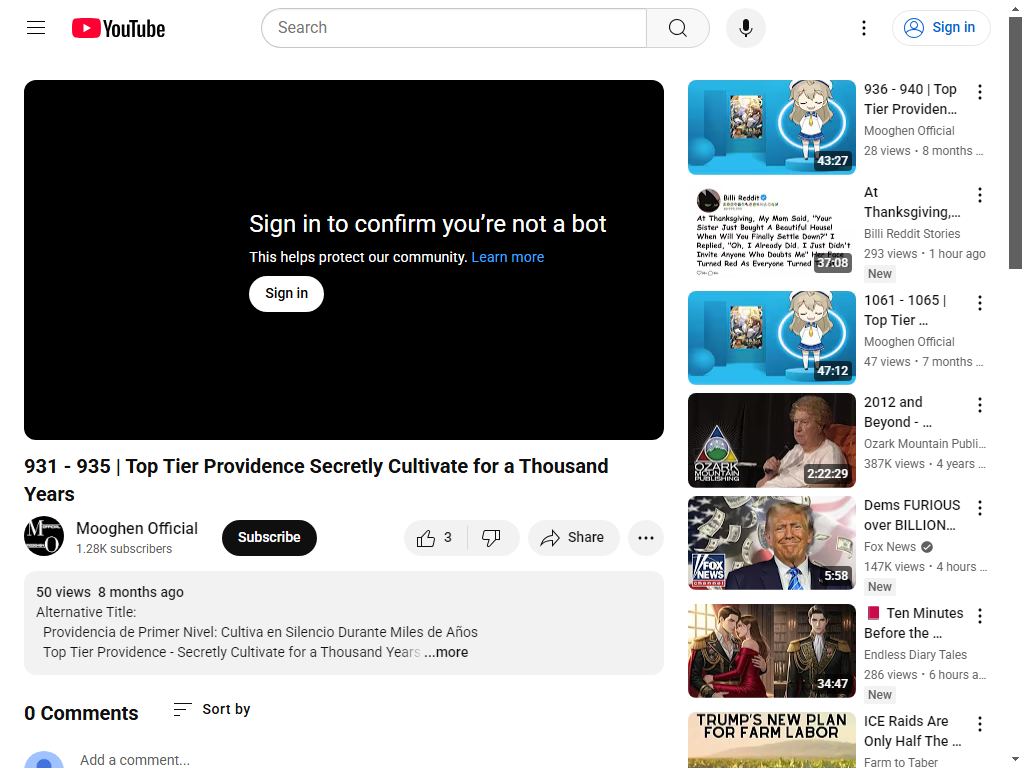 YouTube
Search
Sign in
Sign in to confirm you’re not a bot
This helps protect our community. Learn more
Sign in
931 - 935 | Top Tier Providence Secretly Cultivate for a Thousand
Years
Mooghen Official
1.28K subscribers
Subscribe
3
Share
50 views 8 months ago
Alternative Title:
Providencia de Primer Nivel: Cultiva en Silencio Durante Miles de Años
Top Tier Providence - Secretly Cultivate for a Thousand Years ...more
0 Comments
Sort by
Add a comment...
43:27
936 - 940 | Top
Tier Providen...
Mooghen Official
28 views • 8 months ...
Billi Reddit
At Thanksgiving, My Mom Said, "Your
Sister Just Bought A Beautiful House!
When Will You Finally Settle Down?" I
Replied, "Oh, I Already Did. I Just Didn't
Invite Anyone Who Doubts Me" Her Face
Turned Red As Everyone Turned
37:08
At
Thanksgiving,...
Billi Reddit Stories
293 views • 1 hour ago
New
47:12
1061 - 1065 |
Top Tier ...
Mooghen Official
47 views • 7 months ...
OZARK
MOUNTAIN
PUBLISHING
2:22:29
2012 and
Beyond - ...
Ozark Mountain Publi...
387K views • 4 years ...
FOX
NEWS
channel
5:58
Dems FURIOUS
over BILLION...
Fox News
147K views • 4 hours ...
New
34:47
Ten Minutes
Before the ...
Endless Diary Tales
286 views • 6 hours a...
New
TRUMP'S NEW PLAN
FOR FARM LABOR
ICE Raids Are
Only Half The ...
Farm to Taber